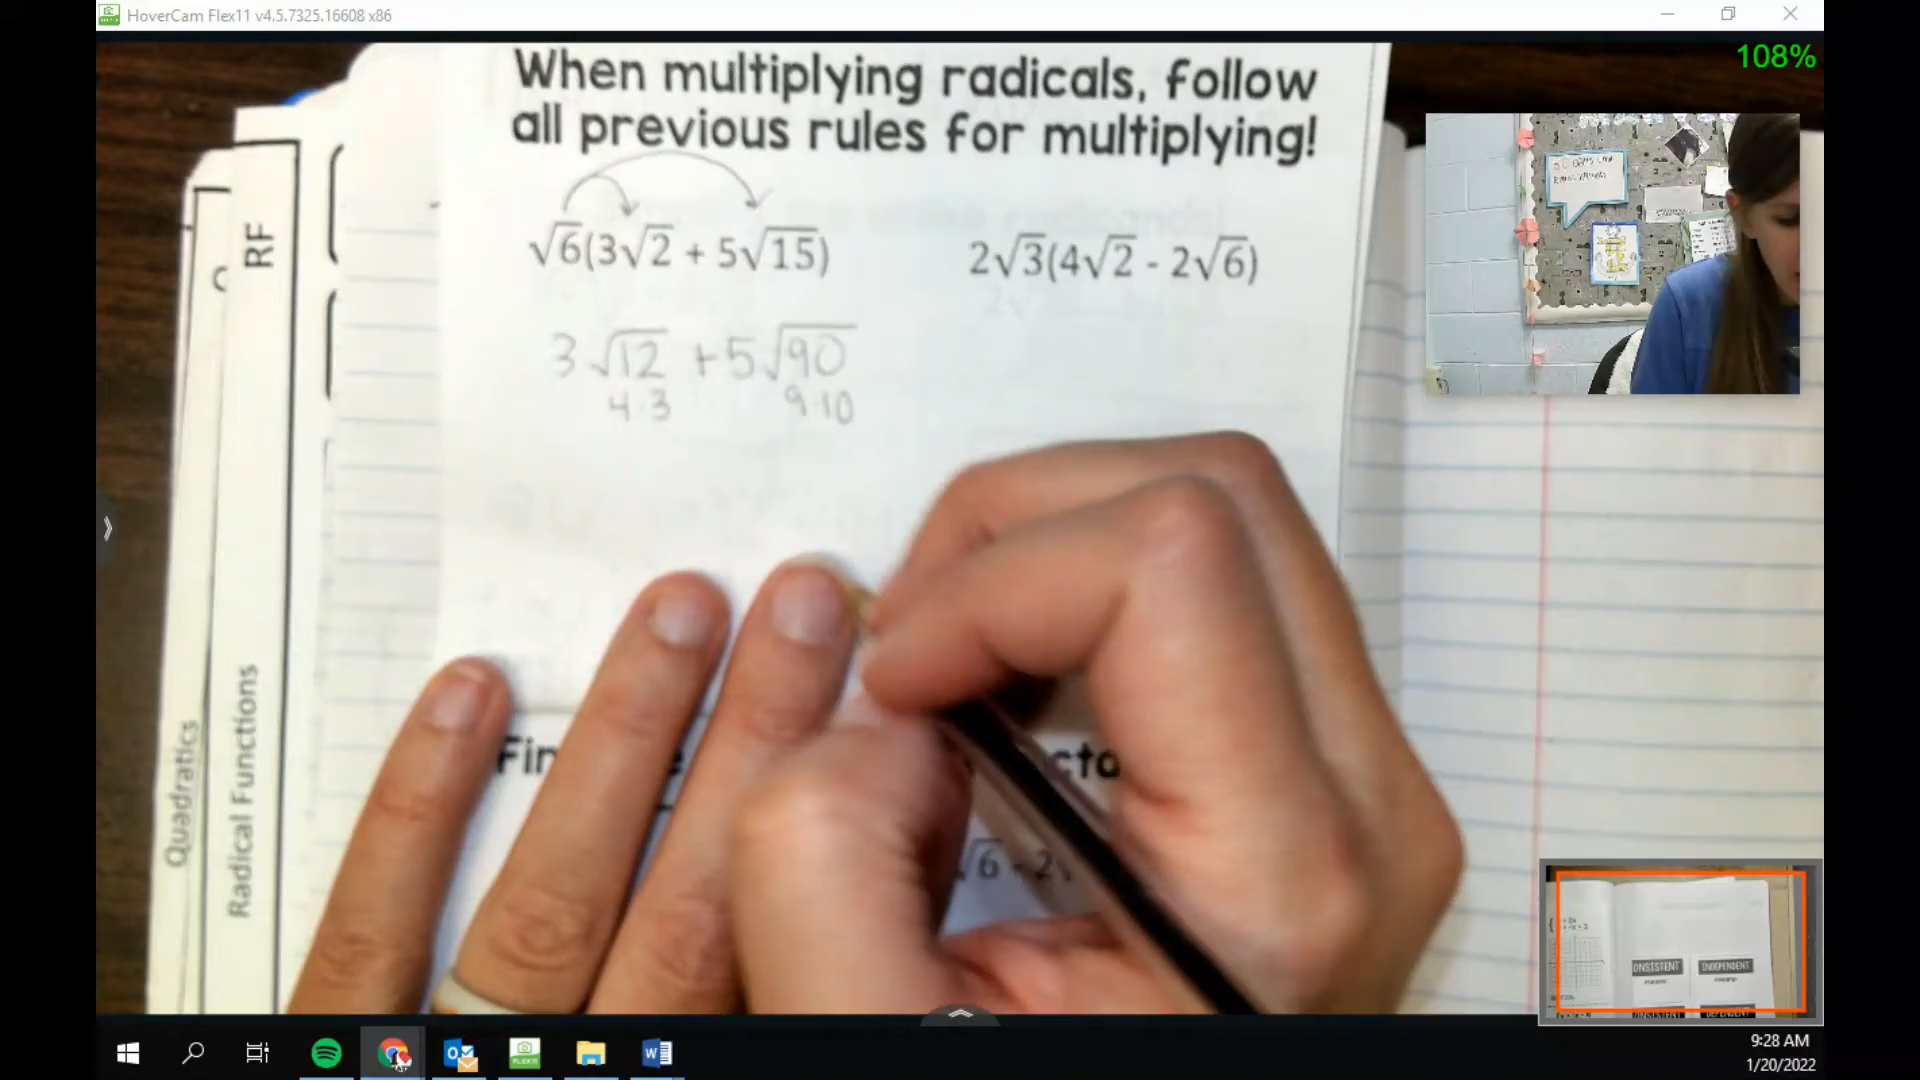 HoverCam Flex11 v4.5.7325.16608 x86
108%
When multiplying radicals, follow
all previous rules for multiplying!
√6(3√2 + 5√15)
2√3(4√2 - 2√6)
3√12 + 5√90
4·3 9·10
RF
Quadratics
Radical Functions
√6 - 2√
ONSISTENT
INDEPENDENT
9:28 AM
1/20/2022